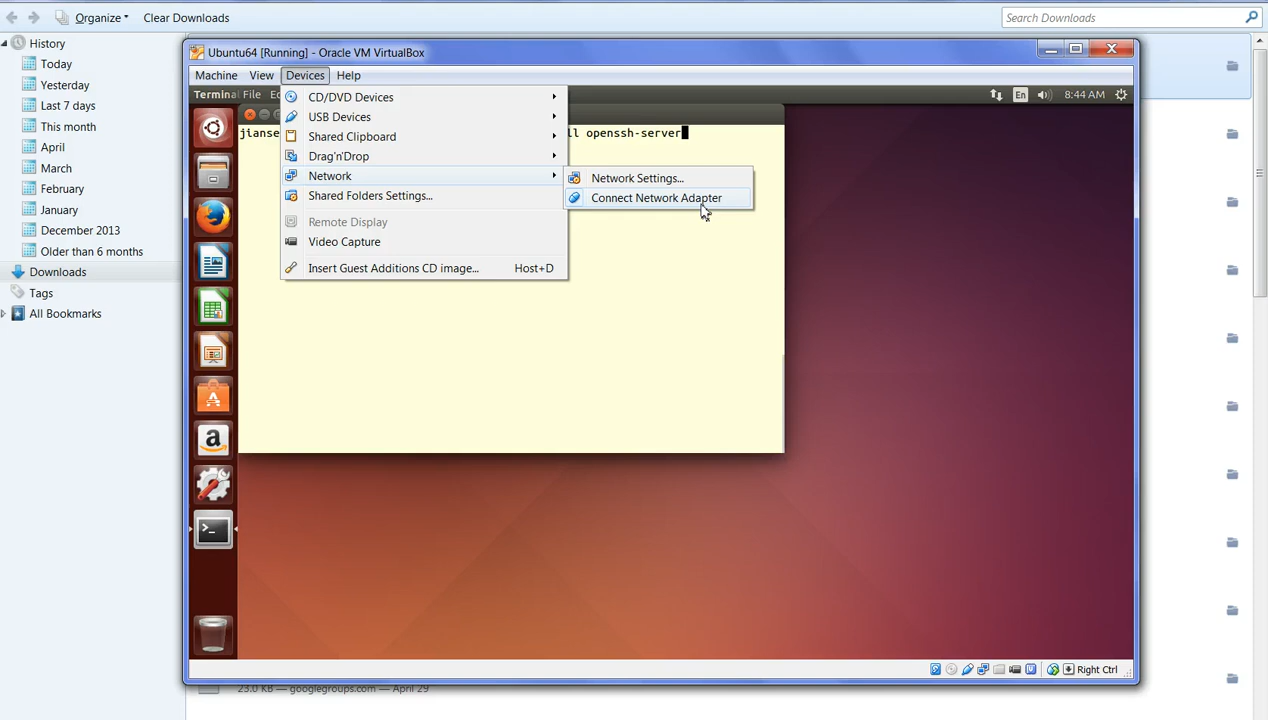 Organize
Clear Downloads
Search Downloads
History
Today
Yesterday
Last 7 days
This month
April
March
February
January
December 2013
Older than 6 months
Downloads
Tags
All Bookmarks
Ubuntu64 [Running] - Oracle VM VirtualBox
Machine View Devices Help
File
8:44 AM
En
ll openssh-server
CD/DVD Devices
USB Devices
Shared Clipboard
Drag'n'Drop
Network
Shared Folders Settings...
Remote Display
Video Capture
Insert Guest Additions CD image... Host+D
Network Settings...
Connect Network Adapter
Right Ctrl
23.0 KB — googlegroups.com — April 29